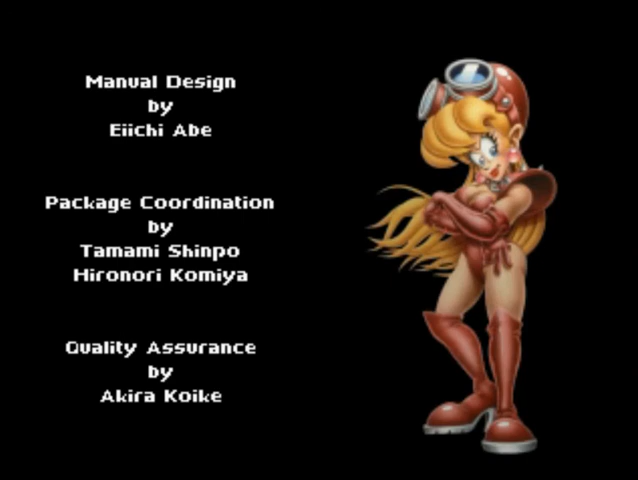 Manual Design
by
Eiichi Abe
Package Coordination
by
Tamami Shinpo
Hironori Komiya
Quality Assurance
by
Akira Koike